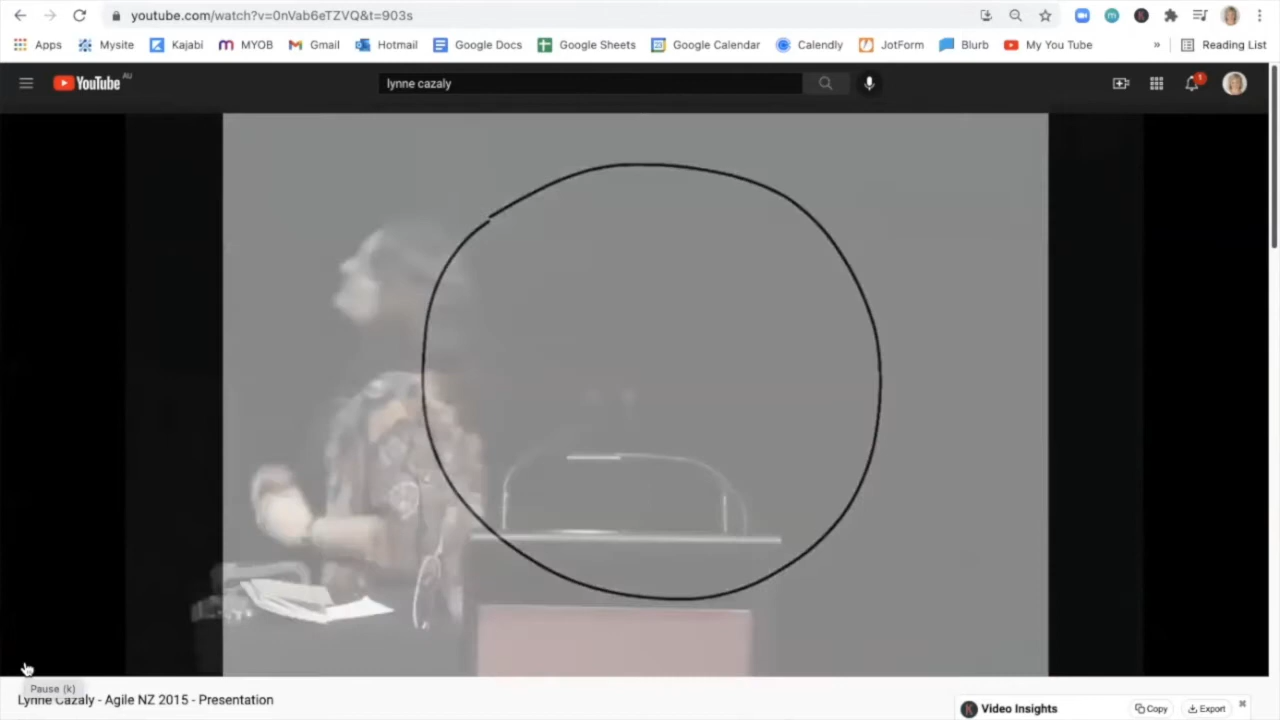 youtube.com/watch?v=0nVab6eTZVQ&t=903s
Apps Mysite Kajabi MYOB Gmail Hotmail Google Docs Google Sheets Google Calendar Calendly JotForm Blurb My You Tube » Reading List
YouTube AU lynne cazaly 1
Pause (k)
Lynne Cazaly - Agile NZ 2015 - Presentation
K Video Insights Copy Export